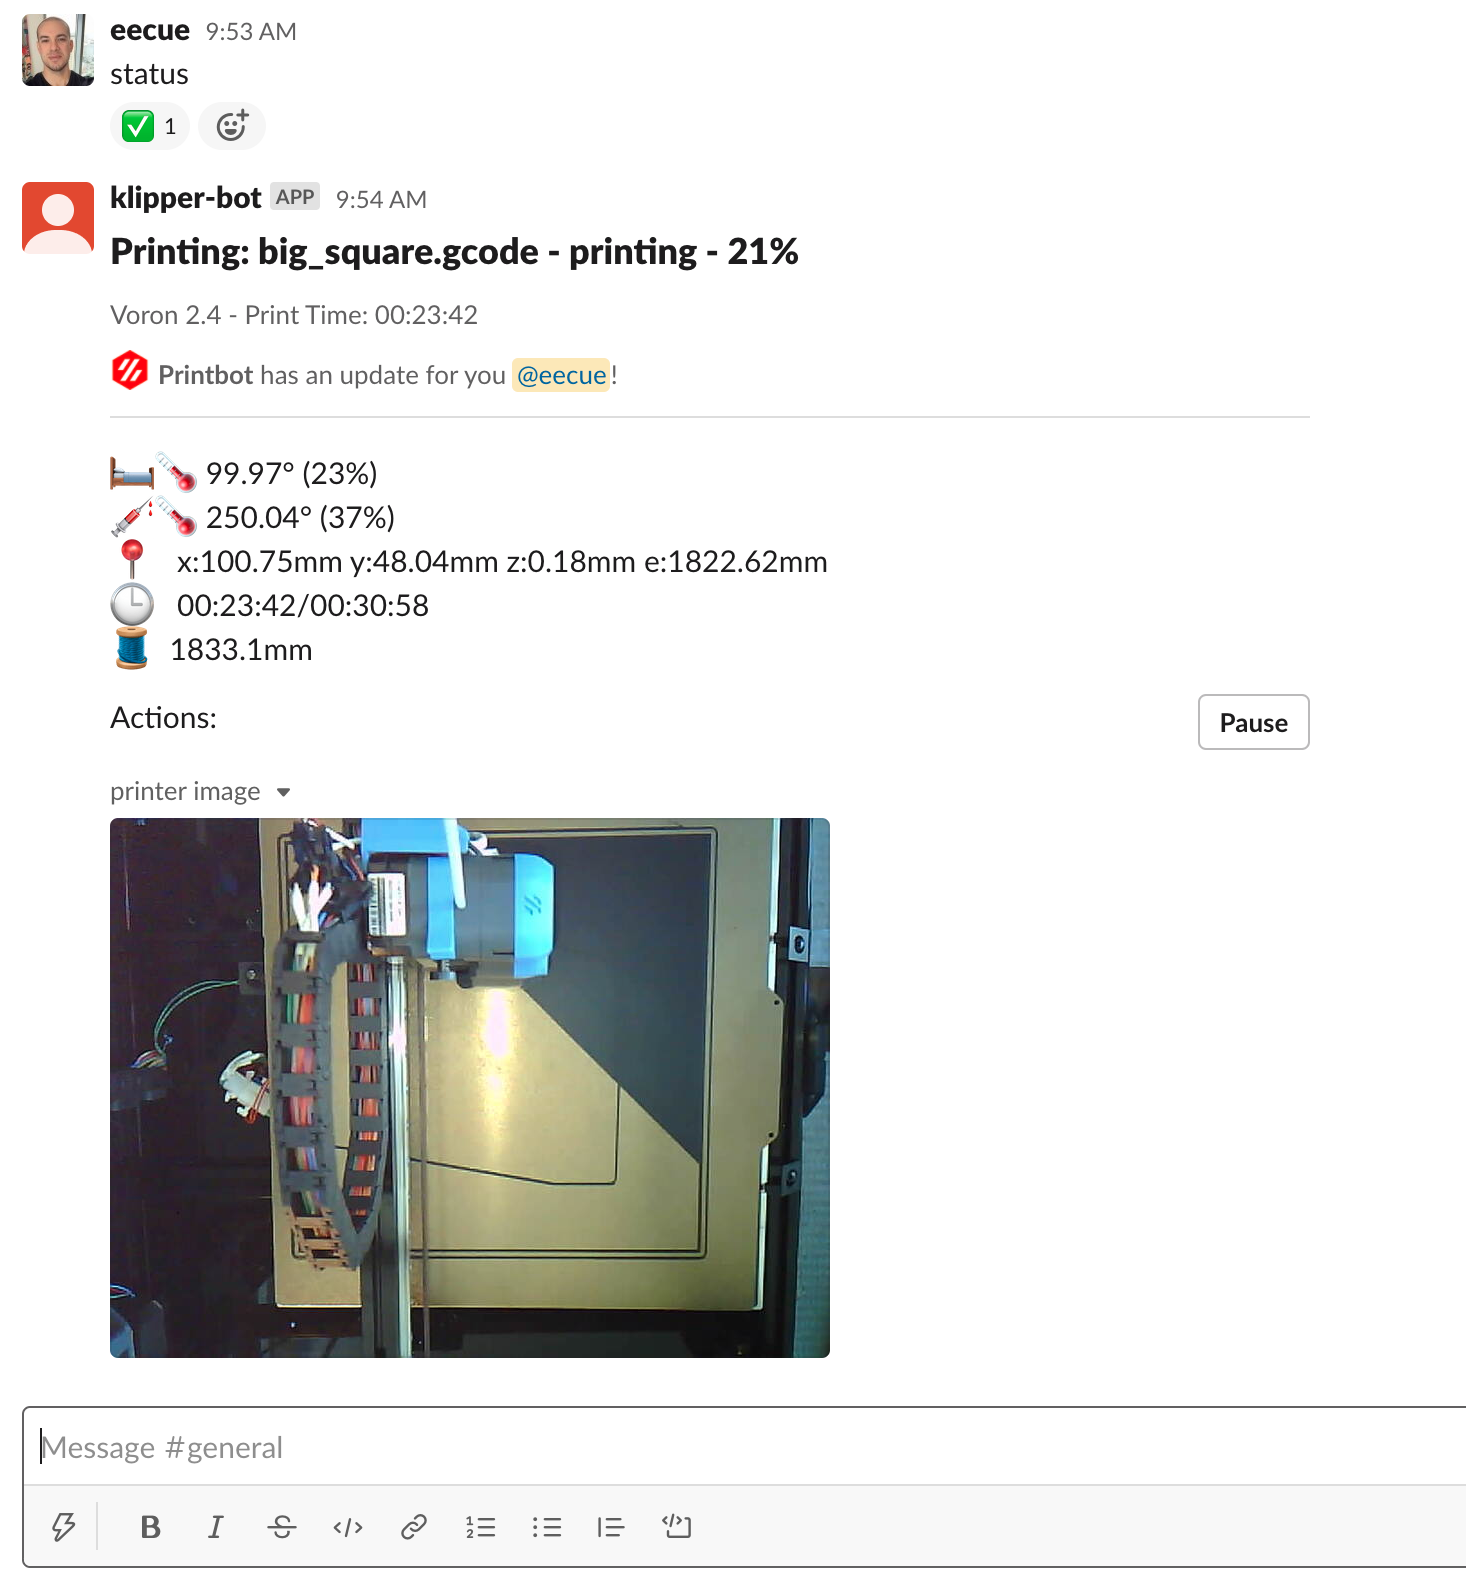 eecue 9:53 AM
status
1
klipper-bot APP 9:54 AM
Printing: big_square.gcode - printing - 21%
Voron 2.4 - Print Time: 00:23:42
Printbot has an update for you @eecue!
99.97° (23%)
250.04° (37%)
x:100.75mm y:48.04mm z:0.18mm e:1822.62mm
00:23:42/00:30:58
1833.1mm
Actions:
Pause
printer image
Message #general